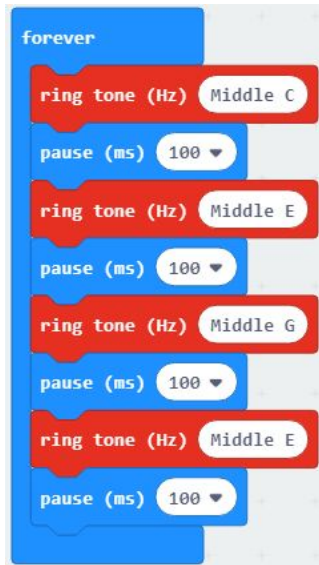 forever
ring tone (Hz) Middle C
pause (ms) 100
ring tone (Hz) Middle E
pause (ms) 100
ring tone (Hz) Middle G
pause (ms) 100
ring tone (Hz) Middle E
pause (ms) 100